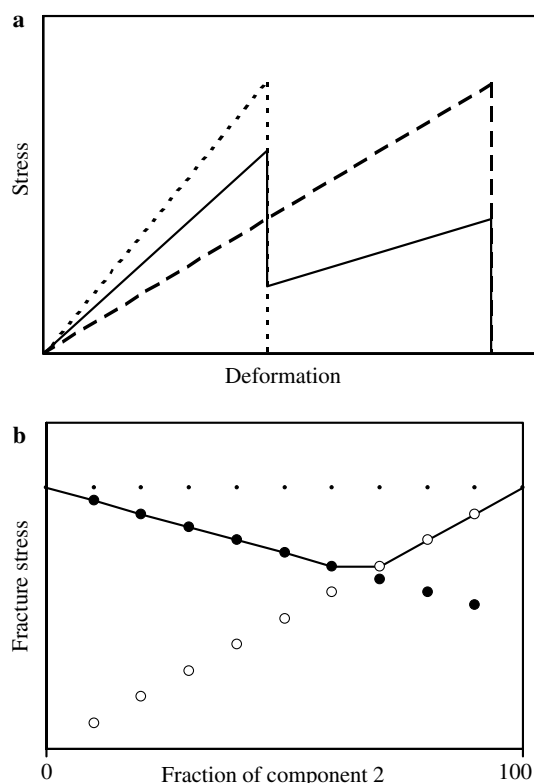 a
Stress
Deformation
b
Fracture stress
0
Fraction of component 2
100